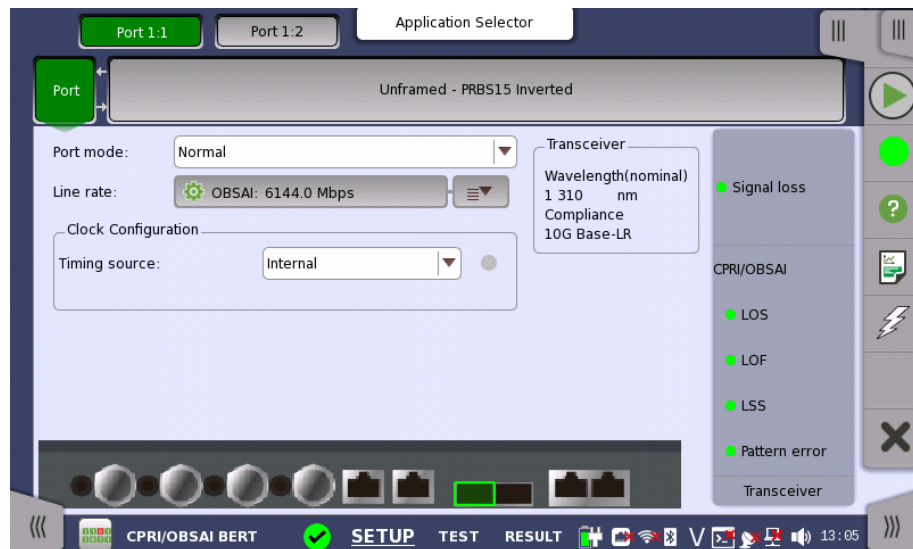 Application Selector
Port 1:1
Port 1:2
Port
Unframed - PRBS15 Inverted
Port mode:
Normal
Line rate:
OBSAI: 6144.0 Mbps
Clock Configuration
Timing source:
Internal
Transceiver
Wavelength(nominal)
1 310 nm
Compliance
10G Base-LR
Signal loss
CPRI/OBSAI
LOS
LOF
LSS
Pattern error
Transceiver
CPRI/OBSAI BERT
SETUP
TEST
RESULT
V
13:05